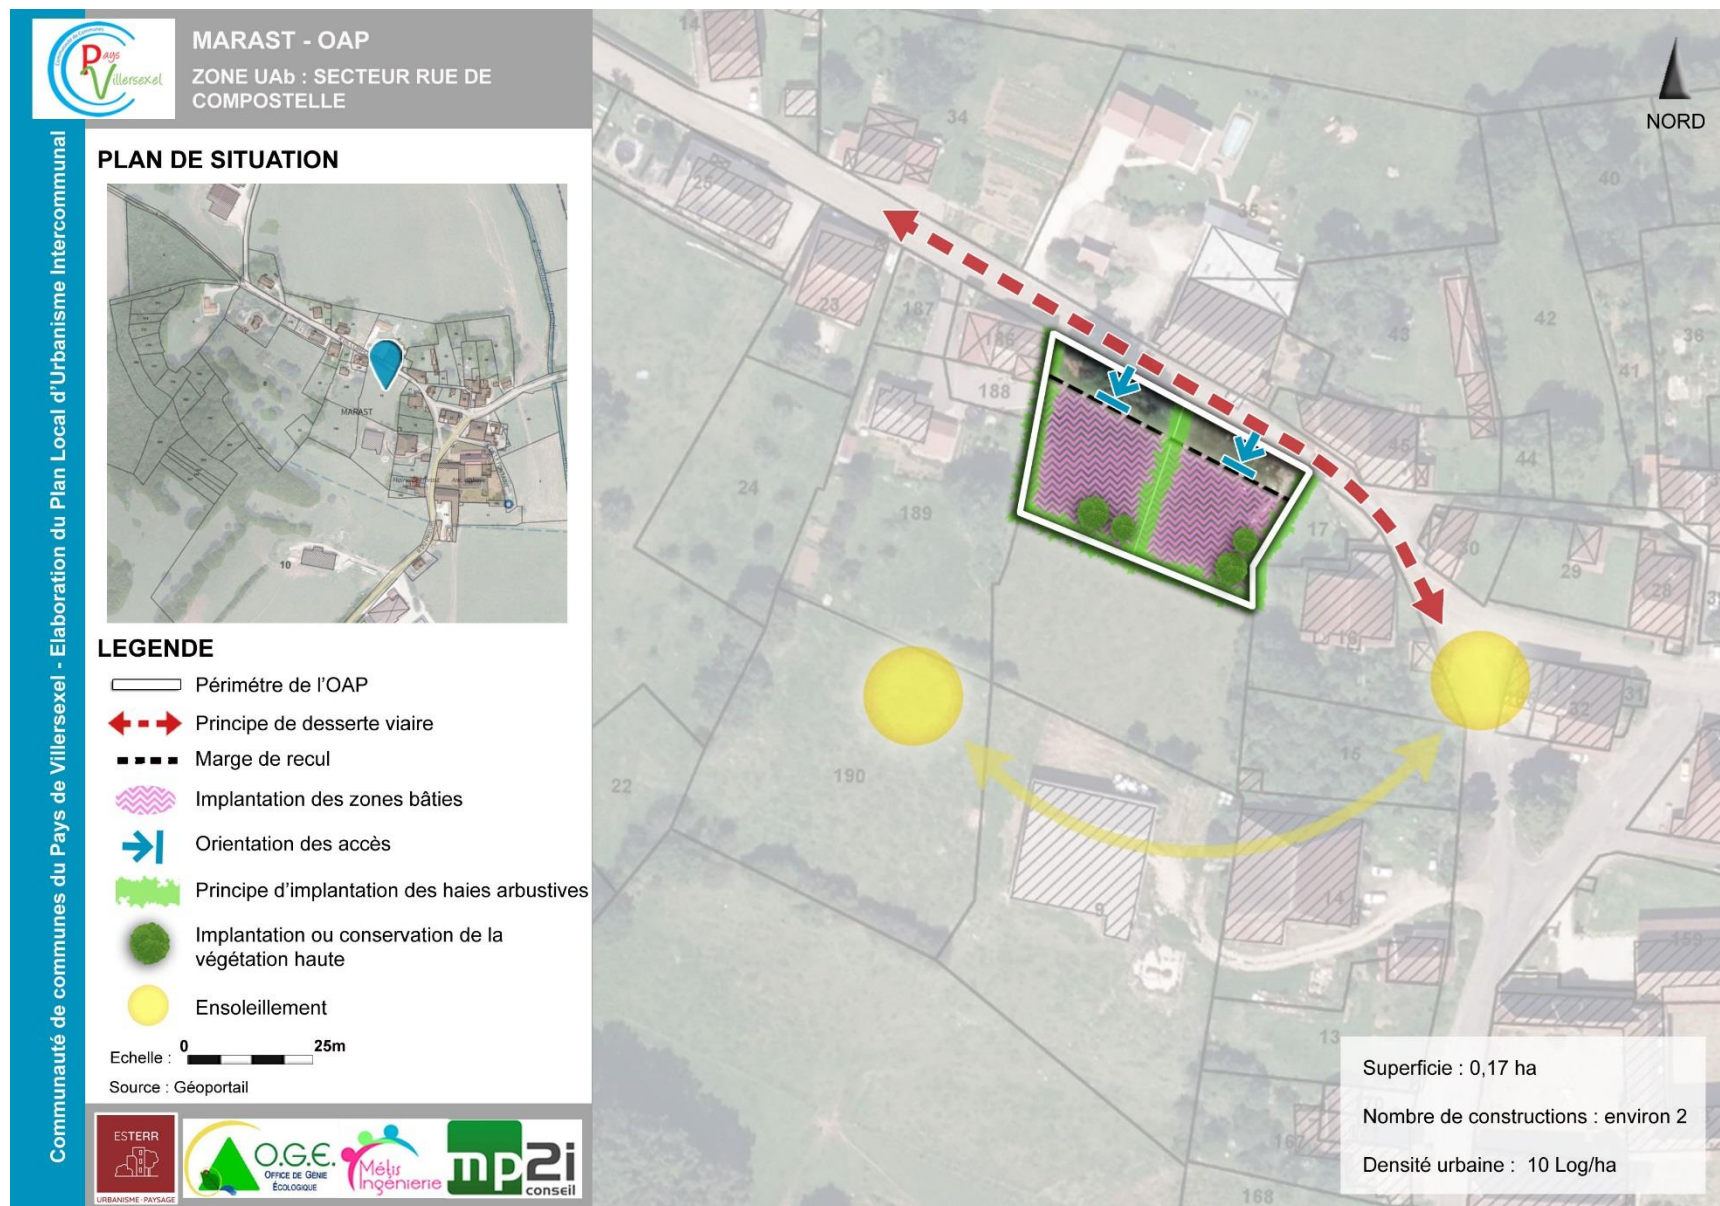 Communauté de communes du Pays de Villersexel - Elaboration du Plan Local d'Urbanisme Intercommunal
Communauté de Communes
Pays
Villersexel
MARAST - OAP
ZONE UAb : SECTEUR RUE DE
COMPOSTELLE
PLAN DE SITUATION
MARAST
10
LEGENDE
Périmétre de l'OAP
Principe de desserte viaire
Marge de recul
Implantation des zones bâties
Orientation des accès
Principe d'implantation des haies arbustives
Implantation ou conservation de la
végétation haute
Ensoleillement
Echelle :
0
25m
Source : Géoportail
ESTERR
URBANISME · PAYSAGE
O.G.E.
OFFICE DE GÉNIE
ÉCOLOGIQUE
Mélis
Ingénierie
mp2i
conseil
NORD
14
34
25
35
40
23
187
186
188
43
42
41
36
45
44
24
189
17
30
29
28
16
31
32
15
22
190
9
14
159
13
167
168
Superficie : 0,17 ha
Nombre de constructions : environ 2
Densité urbaine : 10 Log/ha